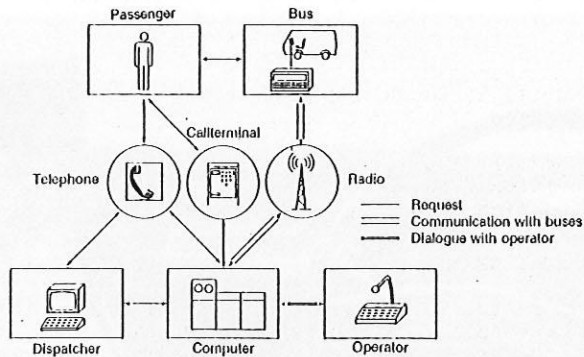 Passenger
Bus
Callterminal
Telephone
Radio
Request
Communication with buses
Dialogue with operator
Dispatcher
Computer
Operator